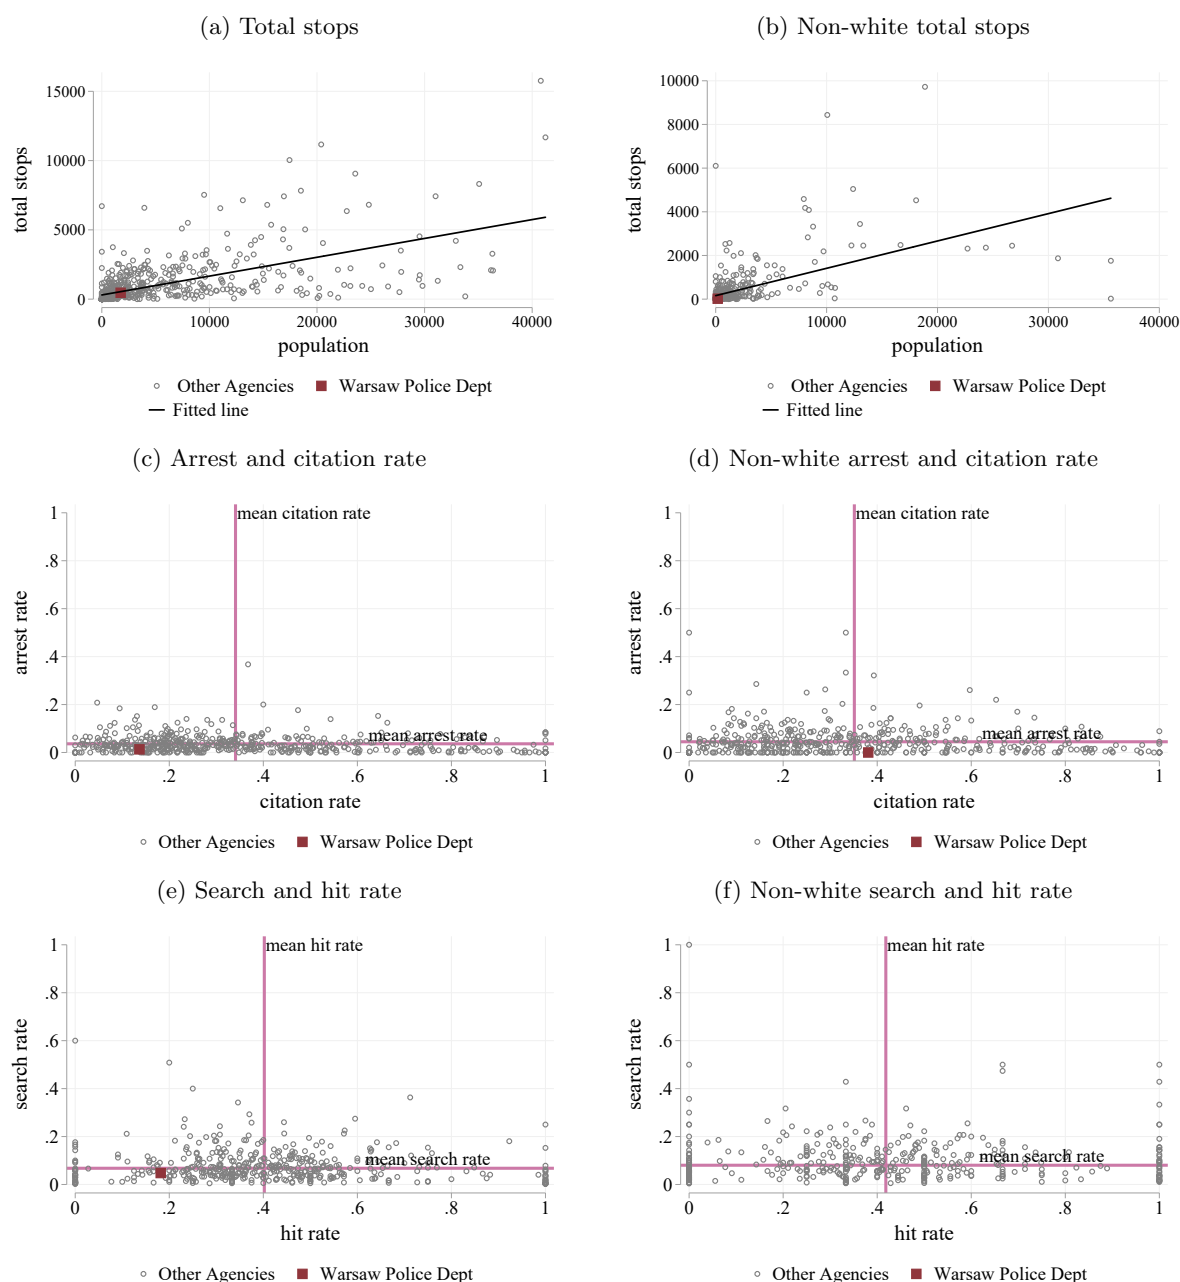 (a) Total stops
(b) Non-white total stops
15000
10000
5000
0
total stops
0 10000 20000 30000 40000
population
Other Agencies Warsaw Police Dept
Fitted line
10000
8000
6000
4000
2000
0
total stops
0 10000 20000 30000 40000
population
Other Agencies Warsaw Police Dept
Fitted line
(c) Arrest and citation rate
(d) Non-white arrest and citation rate
mean citation rate
1
.8
.6
.4
.2
0
arrest rate
mean arrest rate
0 .2 .4 .6 .8 1
citation rate
Other Agencies Warsaw Police Dept
mean citation rate
1
.8
.6
.4
.2
0
arrest rate
mean arrest rate
0 .2 .4 .6 .8 1
citation rate
Other Agencies Warsaw Police Dept
(e) Search and hit rate
(f) Non-white search and hit rate
mean hit rate
1
.8
.6
.4
.2
0
search rate
mean search rate
0 .2 .4 .6 .8 1
hit rate
Other Agencies Warsaw Police Dept
mean hit rate
1
.8
.6
.4
.2
0
search rate
mean search rate
0 .2 .4 .6 .8 1
hit rate
Other Agencies Warsaw Police Dept